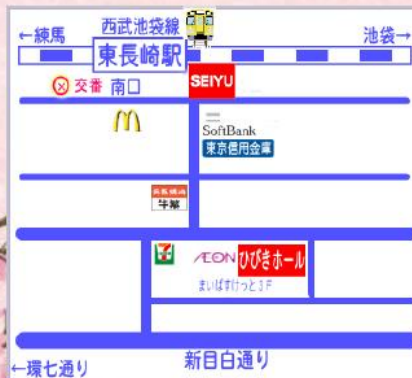 西武池袋線
←練馬
池袋→
東長崎駅
交番
南口
SEIYU
SoftBank
東京信用金庫
牛繁
7
ÆON
ひびきホール
まいばすけっと3F
新目白通り
←環七通り